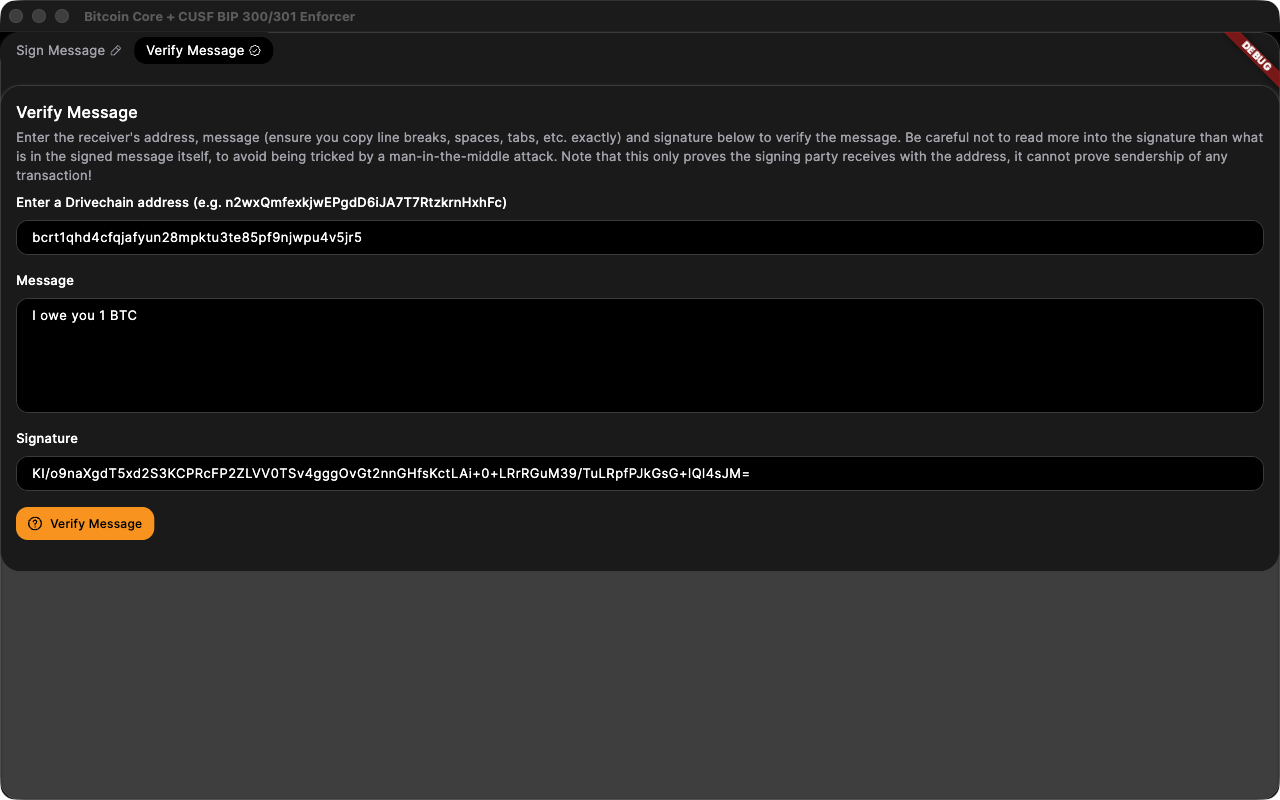 Bitcoin Core + CUSF BIP 300/301 Enforcer
Sign Message
Verify Message
DEBUG
Verify Message
Enter the receiver's address, message (ensure you copy line breaks, spaces, tabs, etc. exactly) and signature below to verify the message. Be careful not to read more into the signature than what
is in the signed message itself, to avoid being tricked by a man-in-the-middle attack. Note that this only proves the signing party receives with the address, it cannot prove sendership of any
transaction!
Enter a Drivechain address (e.g. n2wxQmfexkjwEPgdD6iJA7T7RtzkrnHxhFc)
bcrt1qhd4cfqjafyun28mpktu3te85pf9njwpu4v5jr5
Message
I owe you 1 BTC
Signature
KI/o9naXgdT5xd2S3KCPRcFP2ZLVV0TSv4gggOvGt2nnGHfsKctLAi+0+LRrRGuM39/TuLRpfPJkGsG+IQI4sJM=
Verify Message